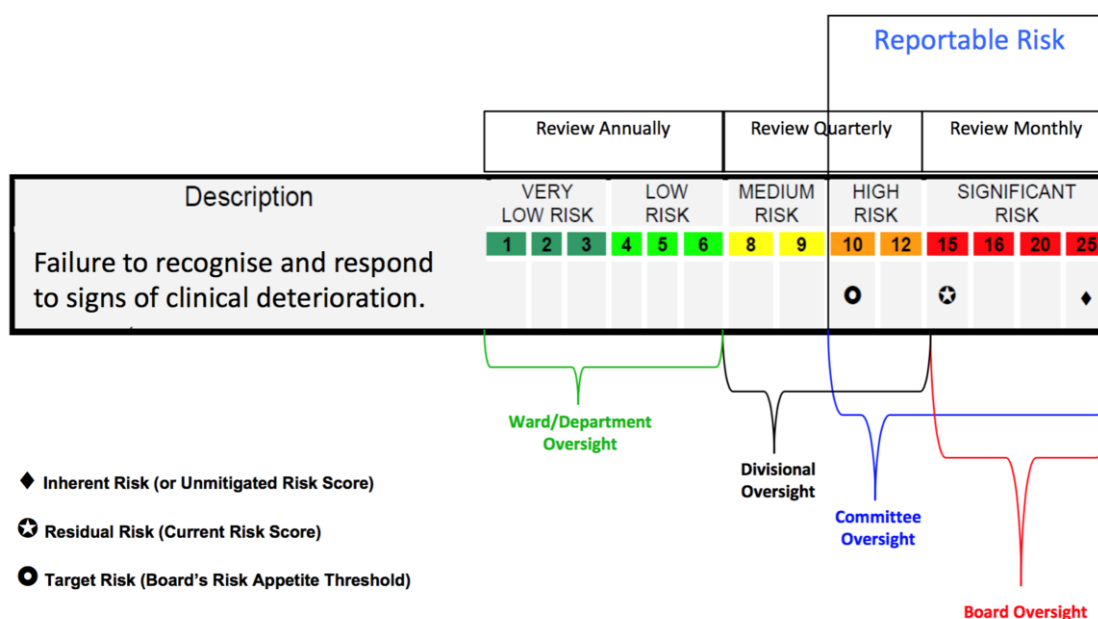 Reportable Risk
Review Annually
Review Quarterly
Review Monthly
Description
VERY
LOW RISK
LOW
RISK
MEDIUM
RISK
HIGH
RISK
SIGNIFICANT
RISK
1 2 3 4 5 6 8 9 10 12 15 16 20 25
Failure to recognise and respond
to signs of clinical deterioration.
Ward/Department
Oversight
Divisional
Oversight
Committee
Oversight
Board Oversight
Inherent Risk (or Unmitigated Risk Score)
Residual Risk (Current Risk Score)
Target Risk (Board's Risk Appetite Threshold)